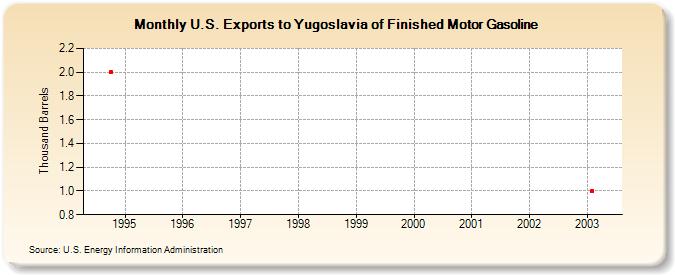 Monthly U.S. Exports to Yugoslavia of Finished Motor Gasoline
Thousand Barrels
2.2
2.0
1.8
1.6
1.4
1.2
1.0
0.8
1995 1996 1997 1998 1999 2000 2001 2002 2003
Source: U.S. Energy Information Administration